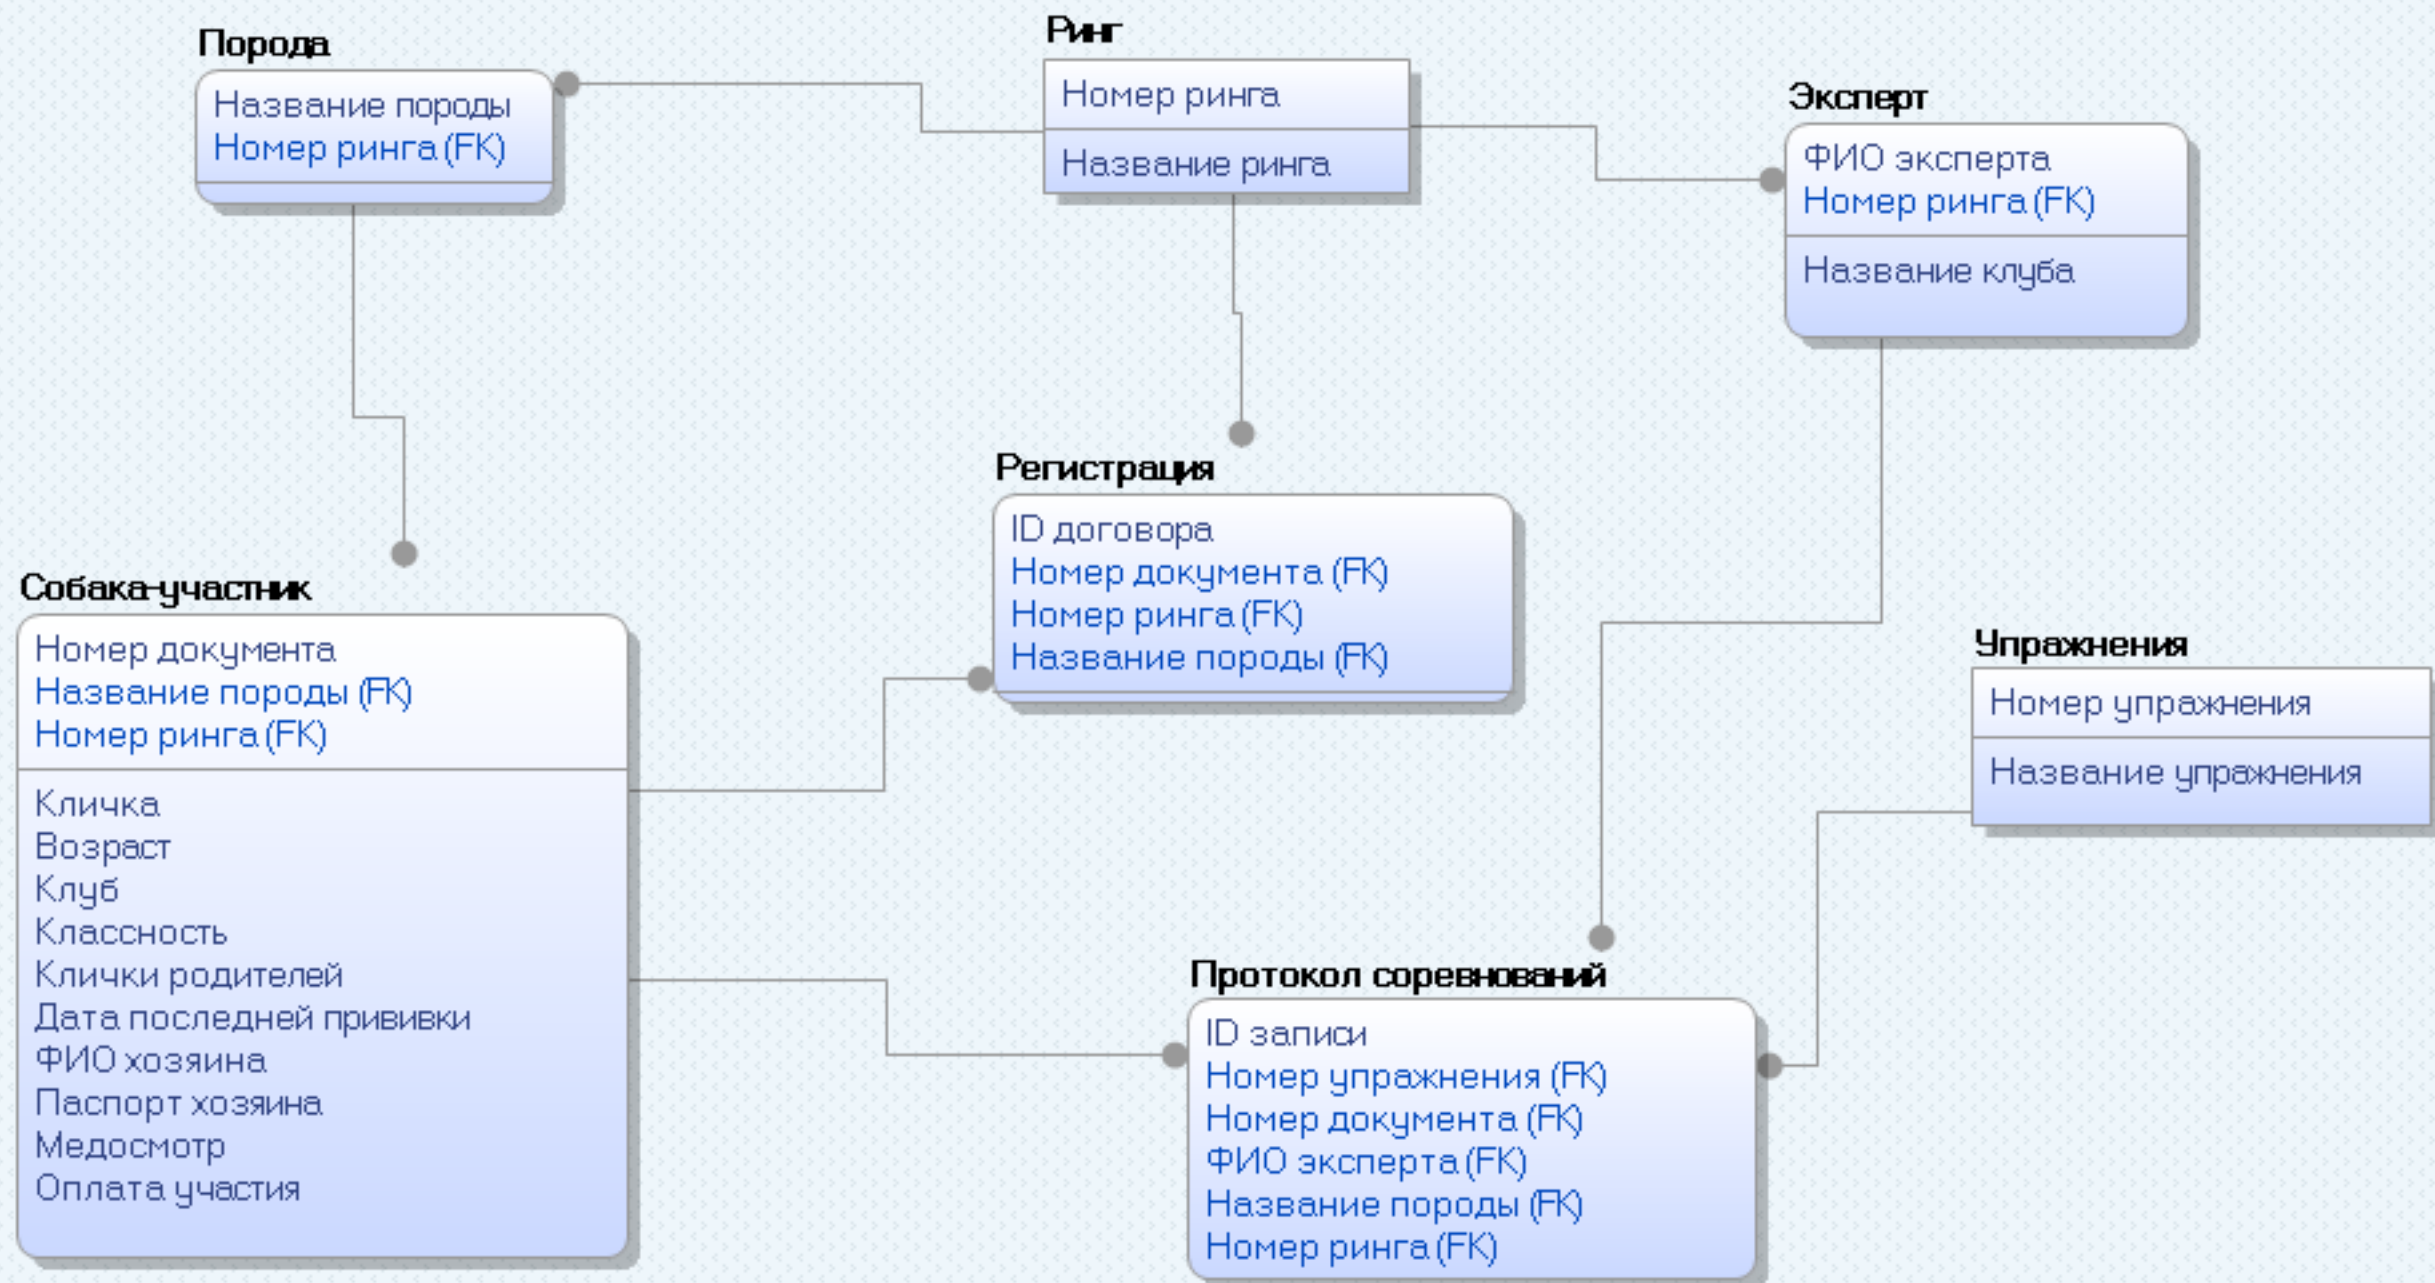 Порода
Название породы
Номер ринга (FK)
Ринг
Номер ринга
Название ринга
Эксперт
ФИО эксперта
Номер ринга (FK)
Название клуба
Регистрация
ID договора
Номер документа (FK)
Номер ринга (FK)
Название породы (FK)
Собака-участник
Номер документа
Название породы (FK)
Номер ринга (FK)
Кличка
Возраст
Клуб
Классность
Клички родителей
Дата последней прививки
ФИО хозяина
Паспорт хозяина
Медосмотр
Оплата участия
Упражнения
Номер упражнения
Название упражнения
Протокол соревнований
ID записи
Номер упражнения (FK)
Номер документа (FK)
ФИО эксперта (FK)
Название породы (FK)
Номер ринга (FK)